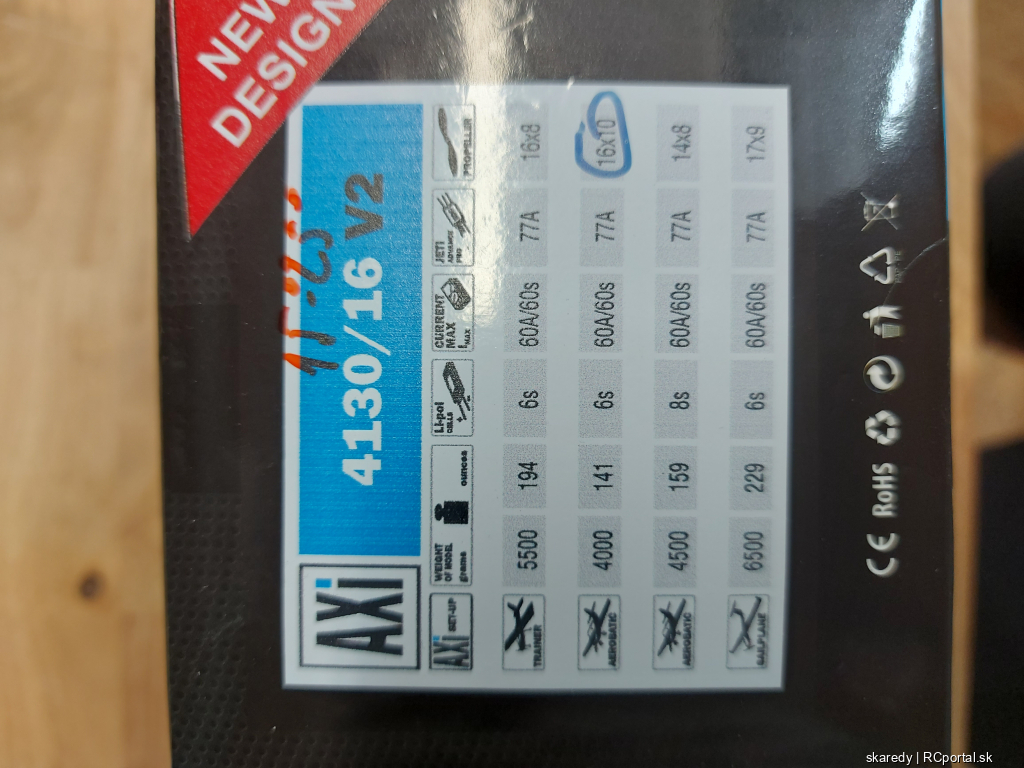 NEW
DESIGN
AXi 4130/16 V2
AXi SET-UP WEIGHT OF MODEL grams ounces Li-pol CELLS CURRENT MAX I MAX JETI ADVANCE PRO PROPELLER
TRAINER 5500 194 6s 60A/60s 77A 16x8
AEROBATIC 4000 141 6s 60A/60s 77A 16x10
AEROBATIC 4500 159 8s 60A/60s 77A 14x8
SAILPLANE 6500 229 6s 60A/60s 77A 17x9
CE RoHS
skaredy | RCportal.sk